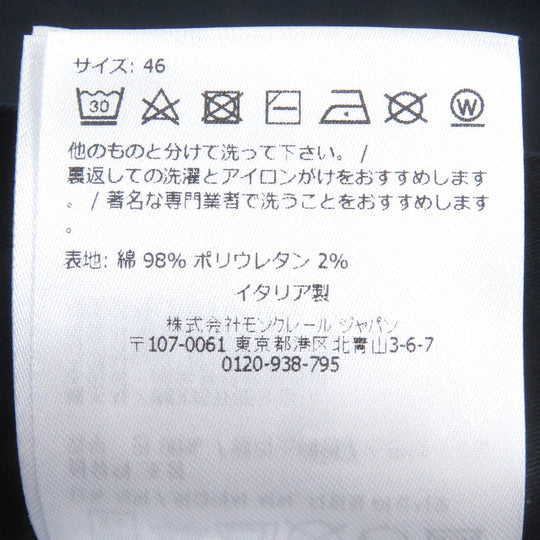 サイズ: 46
30
W
他のものと分けて洗って下さい。 /
裏返しての洗濯とアイロンがけをおすすめします
。 / 著名な専門業者で洗うことをおすすめします
。
表地: 綿 98% ポリウレタン 2%
イタリア製
株式会社モンクレール ジャパン
〒107-0061 東京都港区北青山3-6-7
0120-938-795